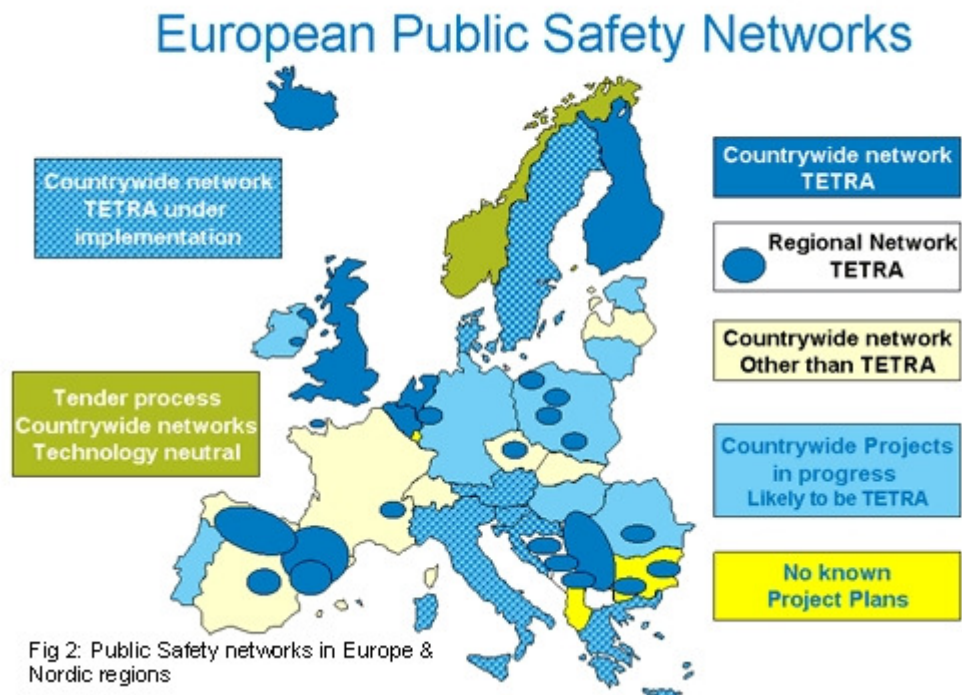 European Public Safety Networks
Countrywide network
TETRA under
implementation
Countrywide network
TETRA
Regional Network
TETRA
Countrywide network
Other than TETRA
Tender process
Countrywide networks
Technology neutral
Countrywide Projects
in progress
Likely to be TETRA
No known
Project Plans
Fig 2: Public Safety networks in Europe &
Nordic regions